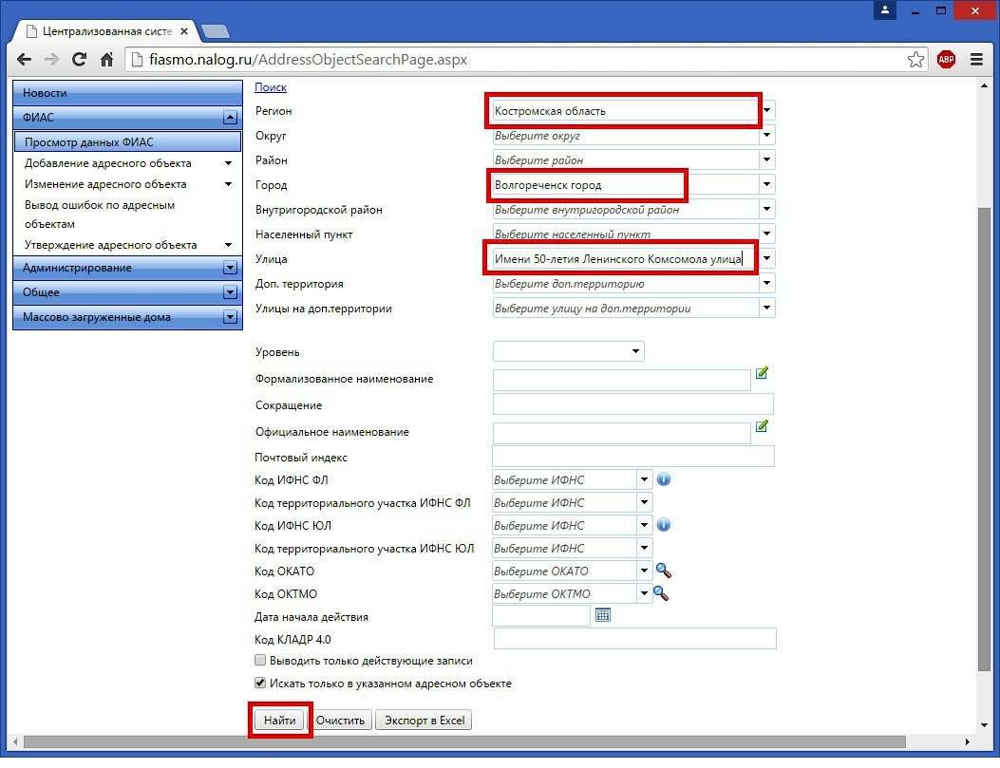 Централизованная систе
fiasmo.nalog.ru/AddressObjectSearchPage.aspx
ABP
Новости
ФИАС
Просмотр данных ФИАС
Добавление адресного объекта
Изменение адресного объекта
Вывод ошибок по адресным
объектам
Утверждение адресного объекта
Администрирование
Общее
Массово загруженные дома
Поиск
Регион Костромская область
Округ Выберите округ
Район Выберите район
Город Волгореченск город
Внутригородской район Выберите внутригородской район
Населенный пункт Выберите населенный пункт
Улица Имени 50-летия Ленинского Комсомола улица
Доп. территория Выберите доп.территорию
Улицы на доп.территории Выберите улицу на доп.территории
Уровень
Формализованное наименование
Сокращение
Официальное наименование
Почтовый индекс
Код ИФНС ФЛ Выберите ИФНС
Код территориального участка ИФНС ФЛ Выберите ИФНС
Код ИФНС ЮЛ Выберите ИФНС
Код территориального участка ИФНС ЮЛ Выберите ИФНС
Код ОКАТО Выберите ОКАТО
Код ОКТМО Выберите ОКТМО
Дата начала действия
Код КЛАДР 4.0
Выводить только действующие записи
Искать только в указанном адресном объекте
Найти Очистить Экспорт в Excel